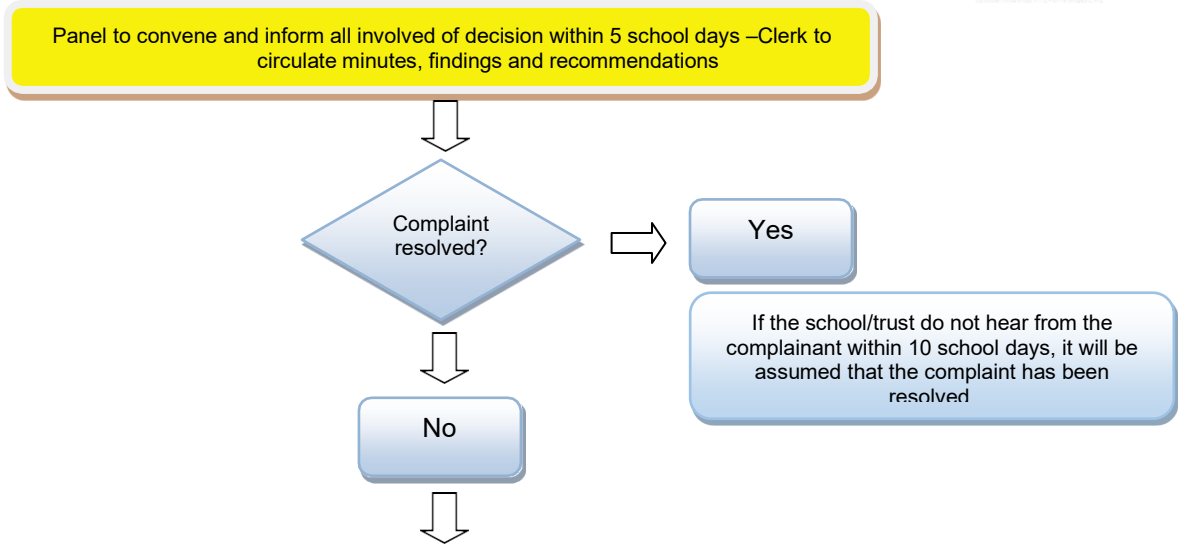 Panel to convene and inform all involved of decision within 5 school days –Clerk to
circulate minutes, findings and recommendations
Complaint
resolved?
Yes
If the school/trust do not hear from the
complainant within 10 school days, it will be
assumed that the complaint has been
resolved
No